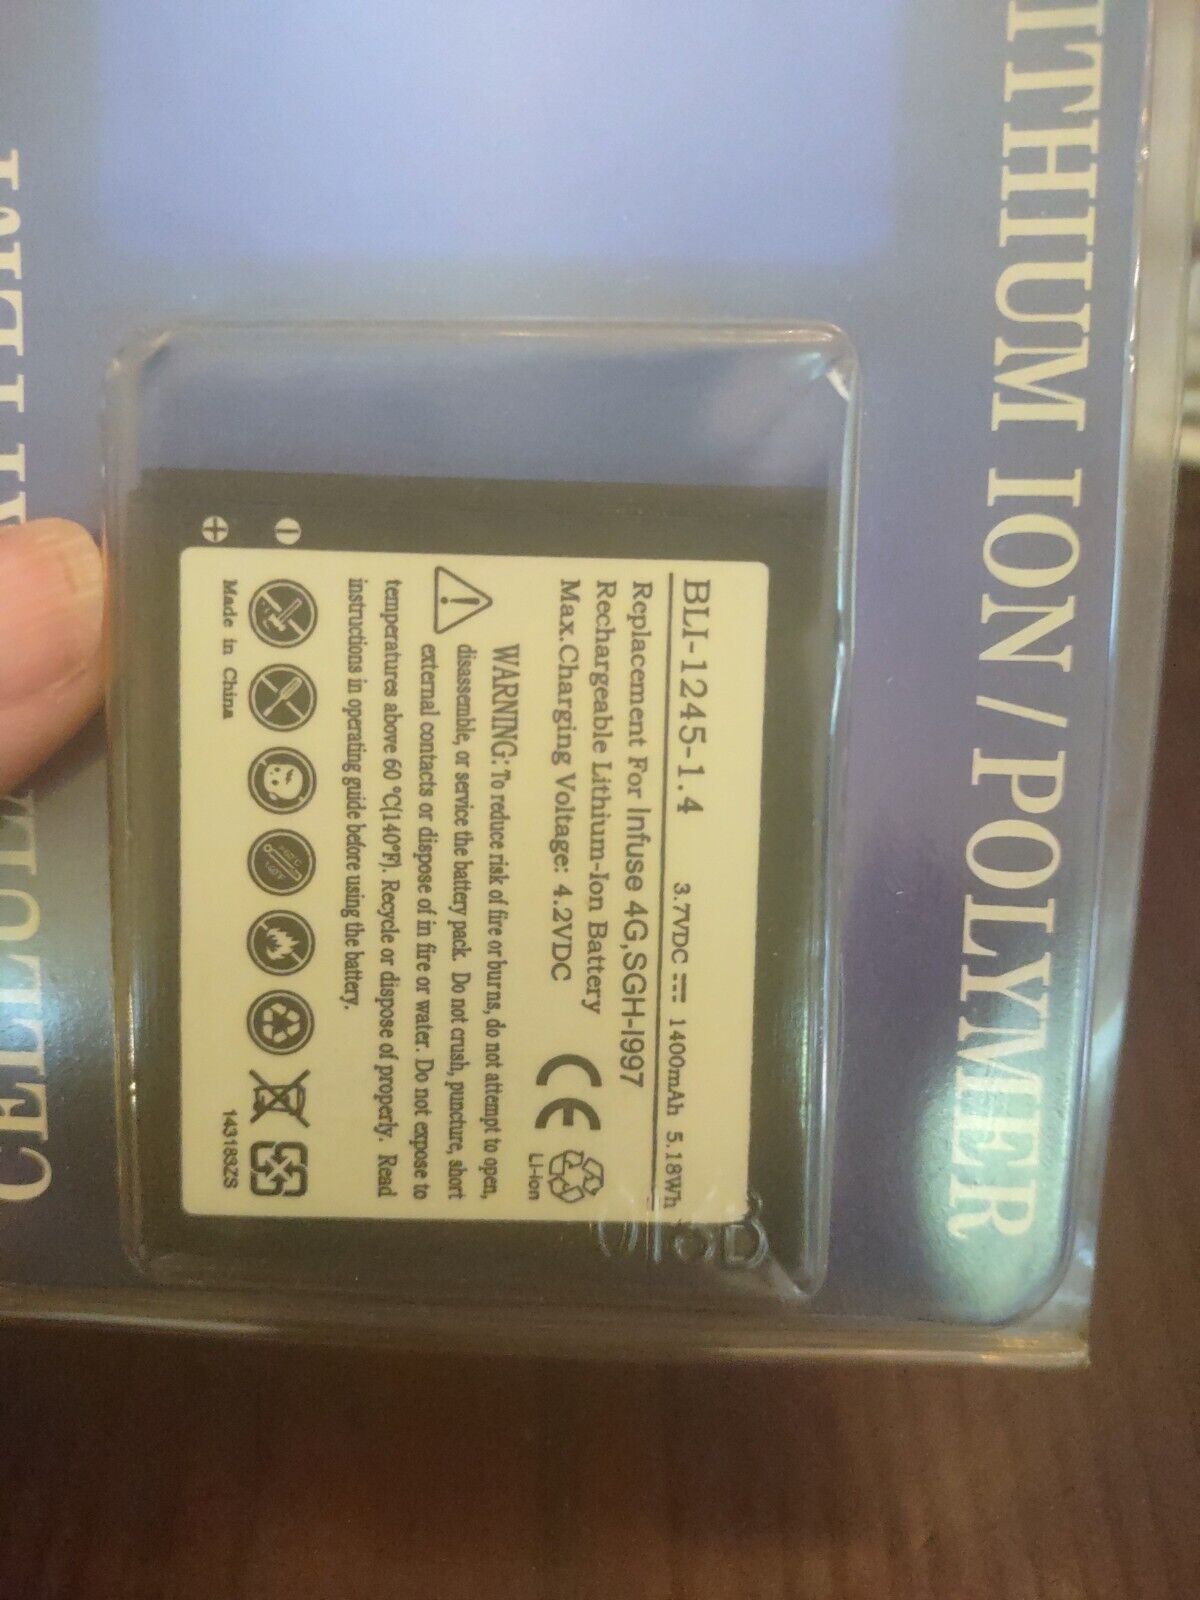 LITHIUM ION / POLYMER
BLI-1245-1.4 3.7VDC 1400mAh 5.18Wh
Replacement For Infuse 4G,SGH-I997
Rechargeable Lithium-Ion Battery
Max.Charging Voltage: 4.2VDC
CE
Li-ion
WARNING: To reduce risk of fire or burns, do not attempt to open,
disassemble, or service the battery pack. Do not crush, puncture, short
external contacts or dispose of in fire or water. Do not expose to
temperatures above 60 °C(140°F). Recycle or dispose of properly. Read
instructions in operating guide before using the battery.
Made in China 143183ZS